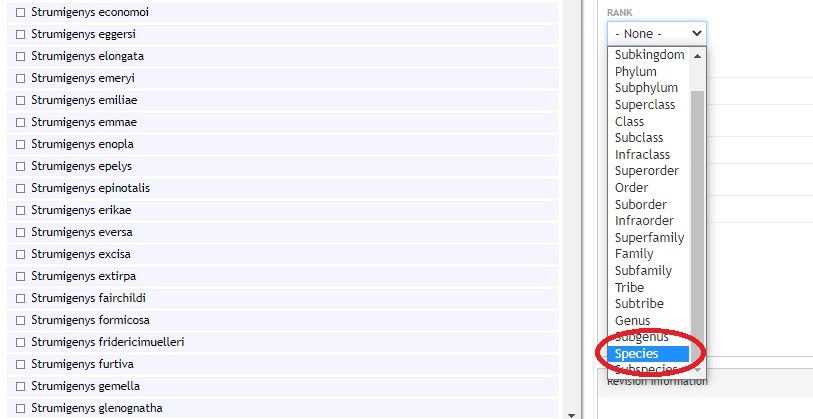 Strumigenys economoi
Strumigenys eggersi
Strumigenys elongata
Strumigenys emeryi
Strumigenys emiliae
Strumigenys emmae
Strumigenys enopla
Strumigenys epelys
Strumigenys epinotalis
Strumigenys erikae
Strumigenys eversa
Strumigenys excisa
Strumigenys extirpa
Strumigenys fairchildi
Strumigenys formicosa
Strumigenys fridericimuelleri
Strumigenys furtiva
Strumigenys gemella
Strumigenys glenognatha
RANK
- None -
Subkingdom
Phylum
Subphylum
Superclass
Class
Subclass
Infraclass
Superorder
Order
Suborder
Infraorder
Superfamily
Family
Subfamily
Tribe
Subtribe
Genus
Subgenus
Species
Subspecies
Revision information